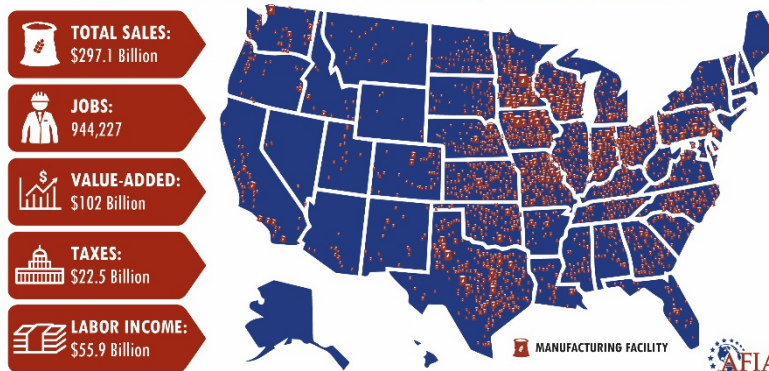 TOTAL SALES:
$297.1 Billion
JOBS:
944,227
VALUE-ADDED:
$102 Billion
TAXES:
$22.5 Billion
LABOR INCOME:
$55.9 Billion
MANUFACTURING FACILITY
AFIA